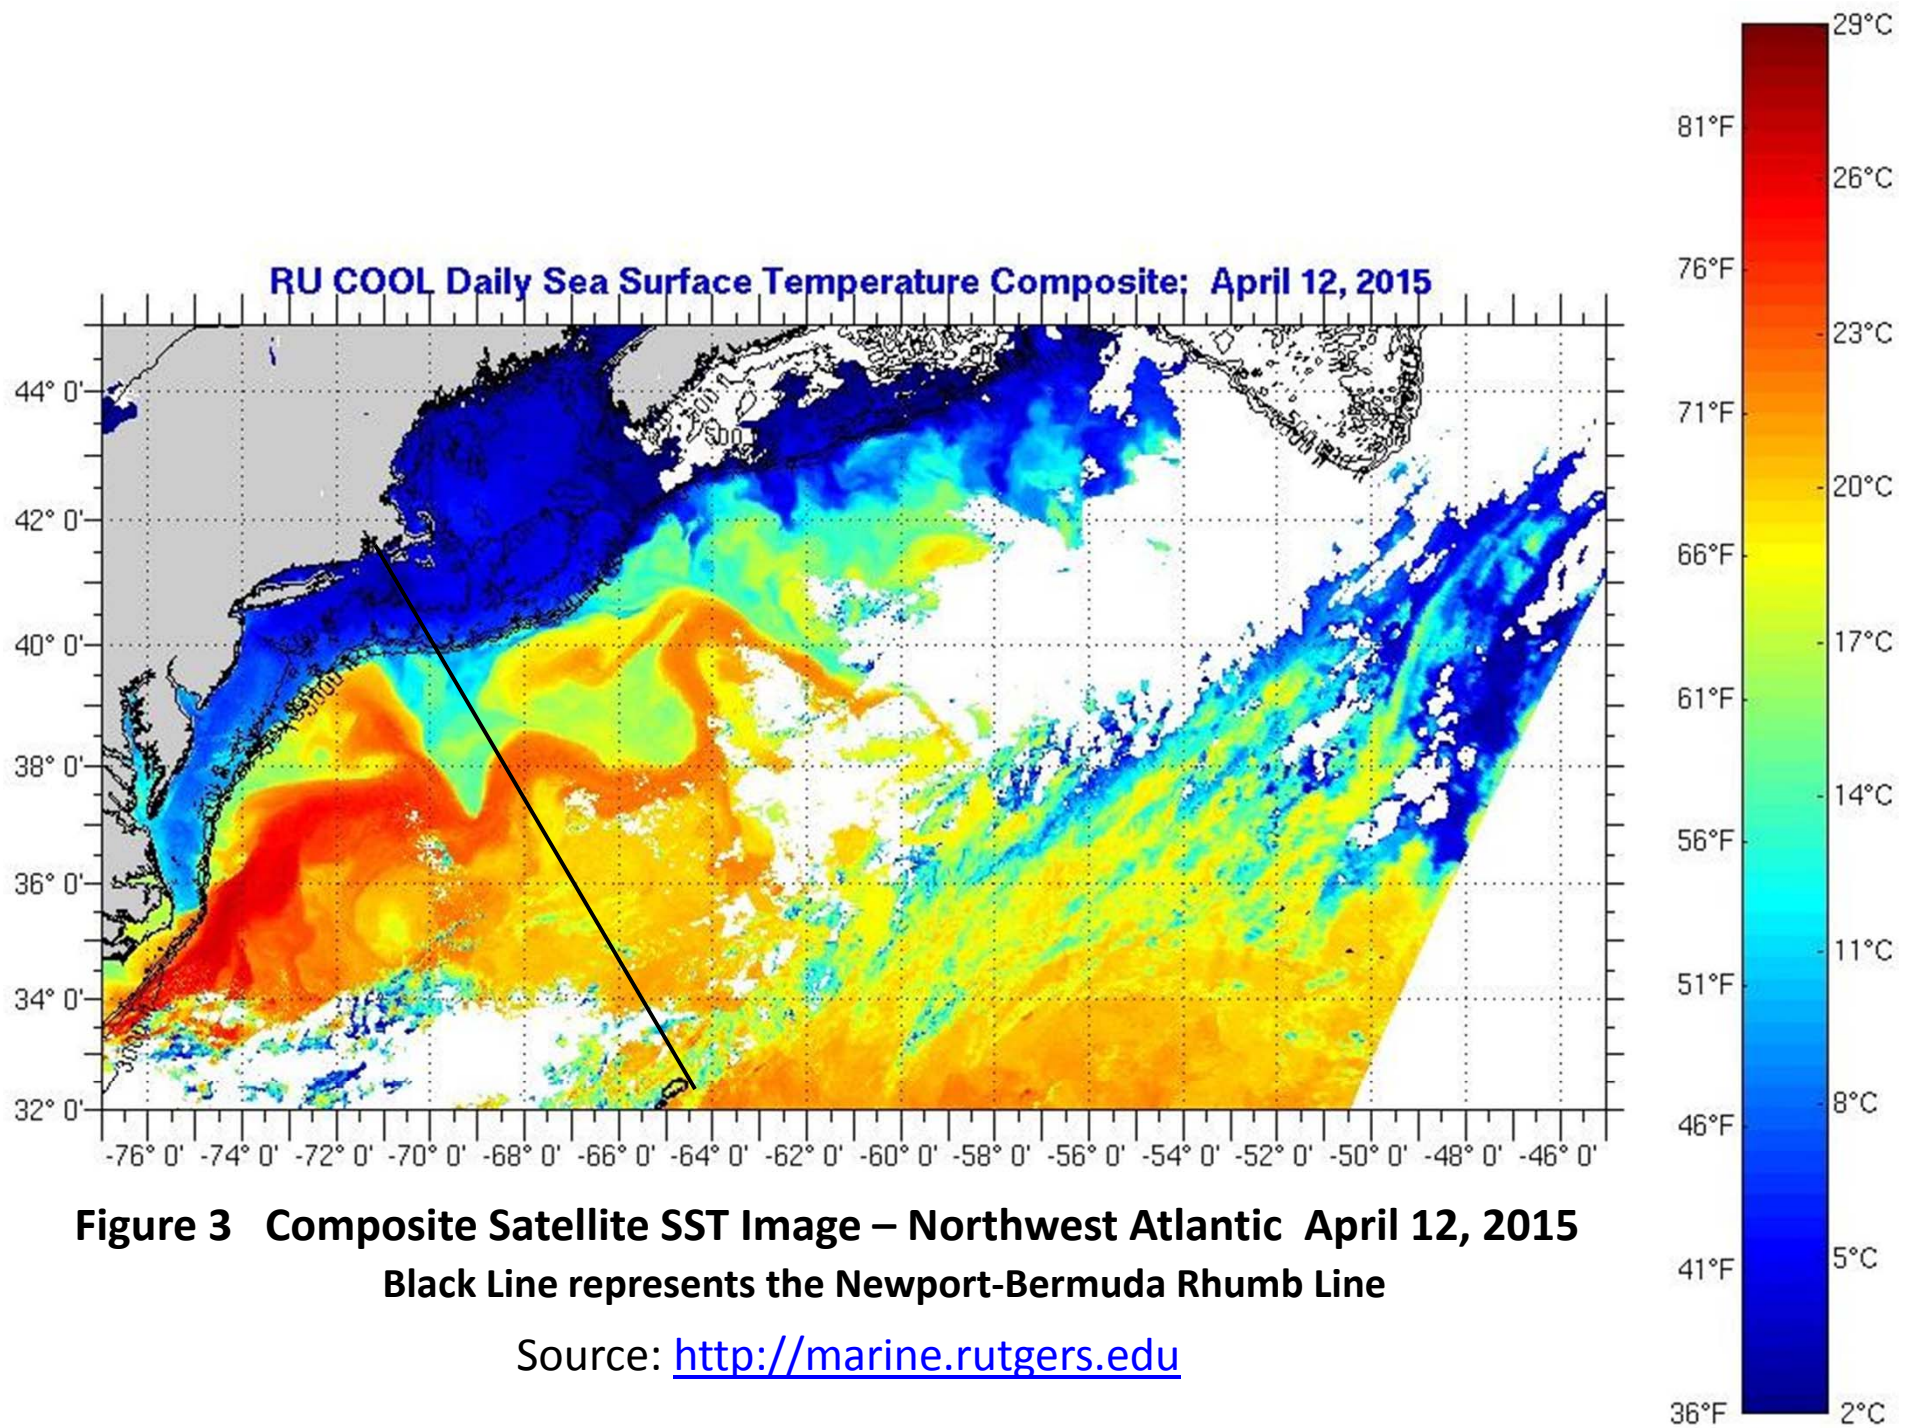 29°C
81°F
26°C
RU COOL Daily Sea Surface Temperature Composite: April 12, 2015
76°F
23°C
44° 0'
71°F
20°C
42° 0'
66°F
17°C
40° 0'
61°F
38° 0'
14°C
56°F
36° 0'
11°C
51°F
34° 0'
8°C
32° 0'
46°F
-76° 0' -74° 0' -72° 0' -70° 0' -68° 0' -66° 0' -64° 0' -62° 0' -60° 0' -58° 0' -56° 0' -54° 0' -52° 0' -50° 0' -48° 0' -46° 0'
Figure 3 Composite Satellite SST Image – Northwest Atlantic April 12, 2015
5°C
41°F
Black Line represents the Newport-Bermuda Rhumb Line
Source: http://marine.rutgers.edu
36°F
2°C